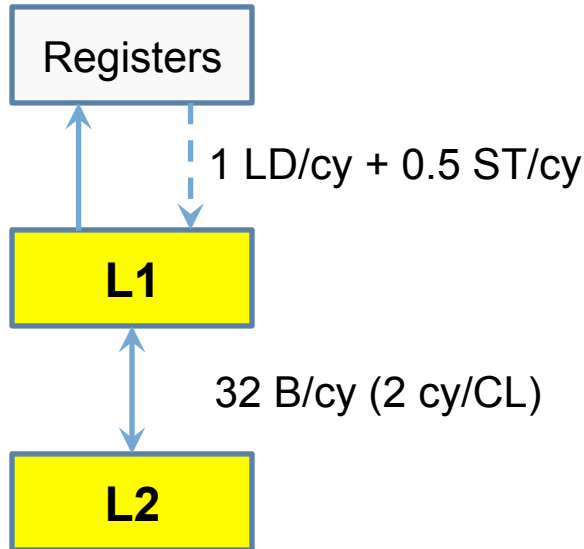 Registers
1 LD/cy + 0.5 ST/cy
L1
32 B/cy (2 cy/CL)
L2